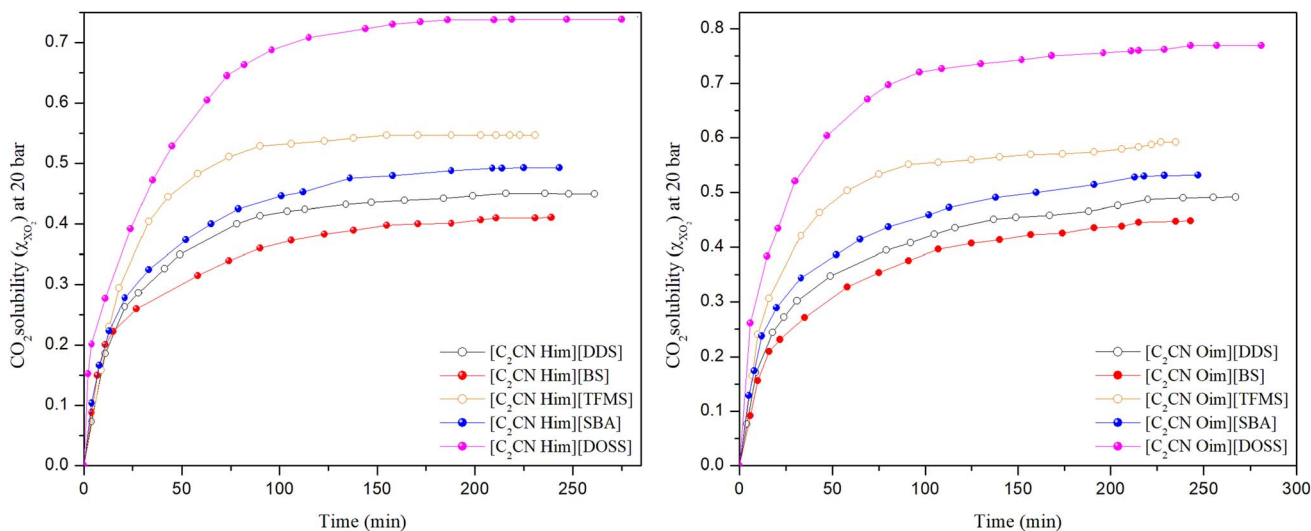 CO₂solubility (χ_XO₂) at 20 bar
0.7
0.6
0.5
0.4
0.3
0.2
0.1
0.0
0
50
100
150
200
250
Time (min)
[C₂CN Him][DDS]
[C₂CN Him][BS]
[C₂CN Him][TFMS]
[C₂CN Him][SBA]
[C₂CN Him][DOSS]
CO₂solubility (χ_XO₂) at 20 bar
0.8
0.7
0.6
0.5
0.4
0.3
0.2
0.1
0.0
0
50
100
150
200
250
300
Time (min)
[C₂CN Oim][DDS]
[C₂CN Oim][BS]
[C₂CN Oim][TFMS]
[C₂CN Oim][SBA]
[C₂CN Oim][DOSS]